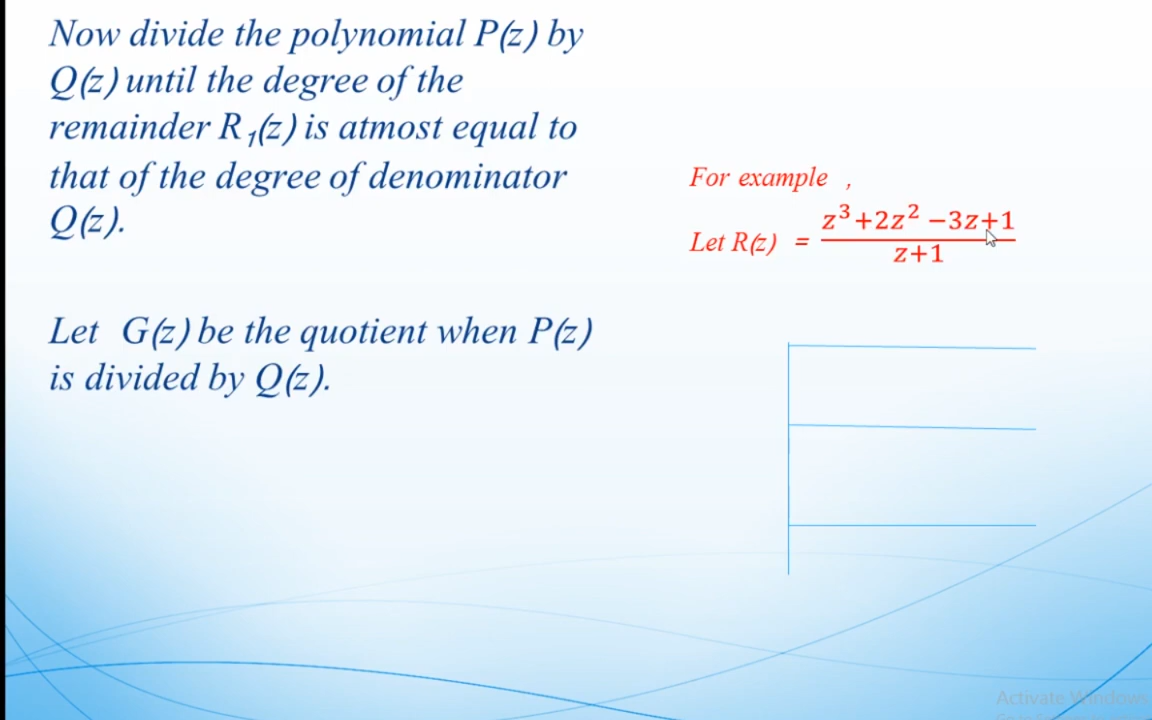 Now divide the polynomial P(z) by
Q(z) until the degree of the
remainder R₁(z) is atmost equal to
that of the degree of denominator
Q(z).
Let G(z) be the quotient when P(z)
is divided by Q(z).
For example ,
Let R(z) = (z³+2z² −3z+1)/(z+1)
Activate Windows